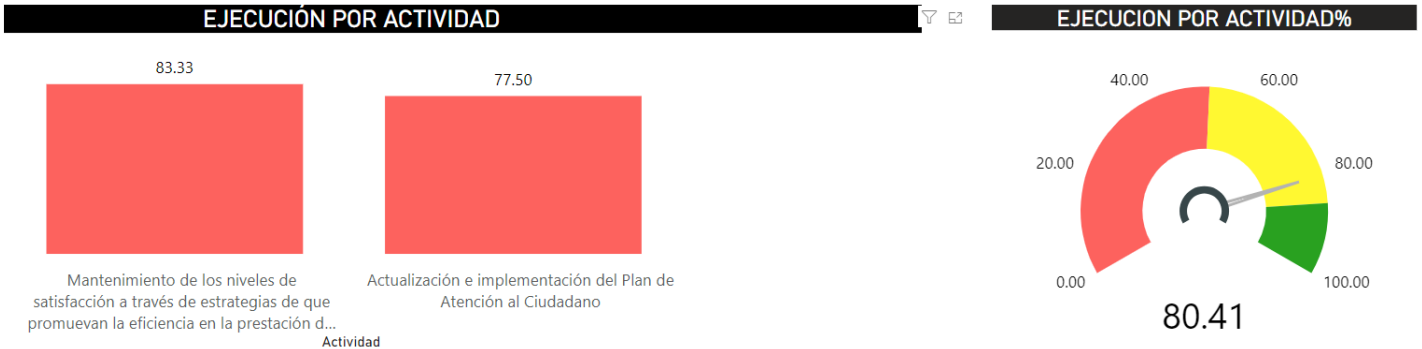 EJECUCIÓN POR ACTIVIDAD
83.33
77.50
Mantenimiento de los niveles de
satisfacción a través de estrategias de que
promuevan la eficiencia en la prestación d...
Actualización e implementación del Plan de
Atención al Ciudadano
Actividad
EJECUCION POR ACTIVIDAD%
40.00
60.00
20.00
80.00
0.00
100.00
80.41